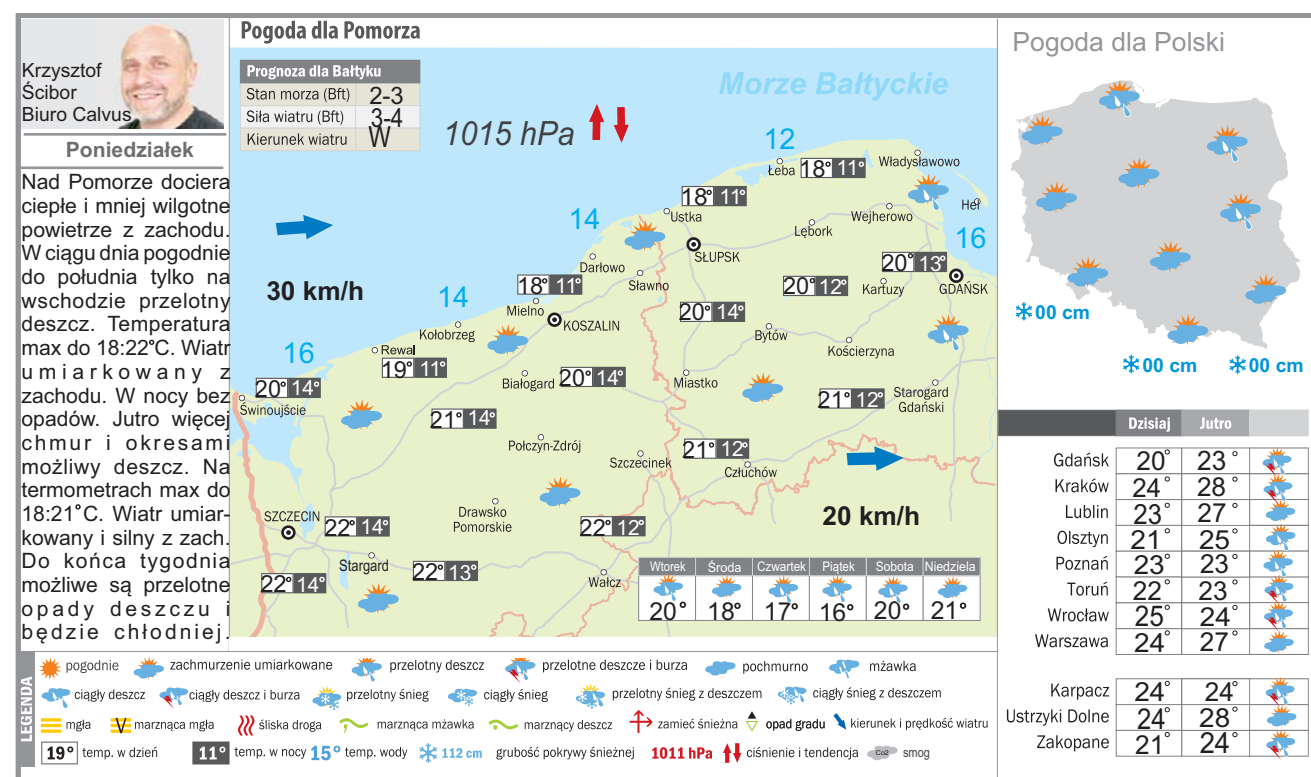 Krzysztof
Ścibor
Biuro Calvus
Poniedziałek
Nad Pomorze dociera
ciepłe i mniej wilgotne
powietrze z zachodu.
W ciągu dnia pogodnie
do południa tylko na
wschodzie przelotny
deszcz. Temperatura
max do 18:22°C. Wiatr
umiarkowany z
zachodu. W nocy bez
opadów. Jutro więcej
chmur i okresami
możliwy deszcz. Na
termometrach max do
18:21°C. Wiatr umiar-
kowany i silny z zach.
Do końca tygodnia
możliwe są przelotne
opady deszczu i
będzie chłodniej.
Pogoda dla Pomorza
Prognoza dla Bałtyku
Stan morza (Bft) 2-3
Siła wiatru (Bft) 3-4
Kierunek wiatru W
1015 hPa
Morze Bałtyckie
12
Łeba 18° 11°
Władysławowo
18° 11°
Ustka
Hel
Wejherowo
Lębork
14
16
SŁUPSK
Darłowo
Sławno
20° 13°
Kartuzy
GDAŃSK
30 km/h
18° 11°
Mielno
20° 12°
14
KOSZALIN
20° 14°
Bytów
Kołobrzeg
Kościerzyna
16
Rewal
19° 11°
Białogard 20° 14°
Miastko
20° 14°
Świnoujście
21° 12°
Starogard
Gdański
21° 14°
Połczyn-Zdrój
Szczecinek
21° 12°
Człuchów
Drawsko
Pomorskie
SZCZECIN
22° 14°
22° 12°
20 km/h
Stargard
22° 13°
22° 14°
Wałcz
Wtorek Środa Czwartek Piątek Sobota Niedziela
20° 18° 17° 16° 20° 21°
Pogoda dla Polski
00 cm
00 cm 00 cm
Dzisiaj Jutro
Gdańsk 20° 23°
Kraków 24° 28°
Lublin 23° 27°
Olsztyn 21° 25°
Poznań 23° 23°
Toruń 22° 23°
Wrocław 25° 24°
Warszawa 24° 27°
Karpacz 24° 24°
Ustrzyki Dolne 24° 28°
Zakopane 21° 24°
LEGENDA
pogodnie zachmurzenie umiarkowane przelotny deszcz przelotne deszcze i burza pochmurno mżawka
ciągły deszcz ciągły deszcz i burza przelotny śnieg ciągły śnieg przelotny śnieg z deszczem ciągły śnieg z deszczem
mgła marznąca mgła śliska droga marznąca mżawka marznący deszcz zamieć śnieżna opad gradu kierunek i prędkość wiatru
19° temp. w dzień 11° temp. w nocy 15° temp. wody 112 cm grubość pokrywy śnieżnej 1011 hPa ciśnienie i tendencja Co2 smog